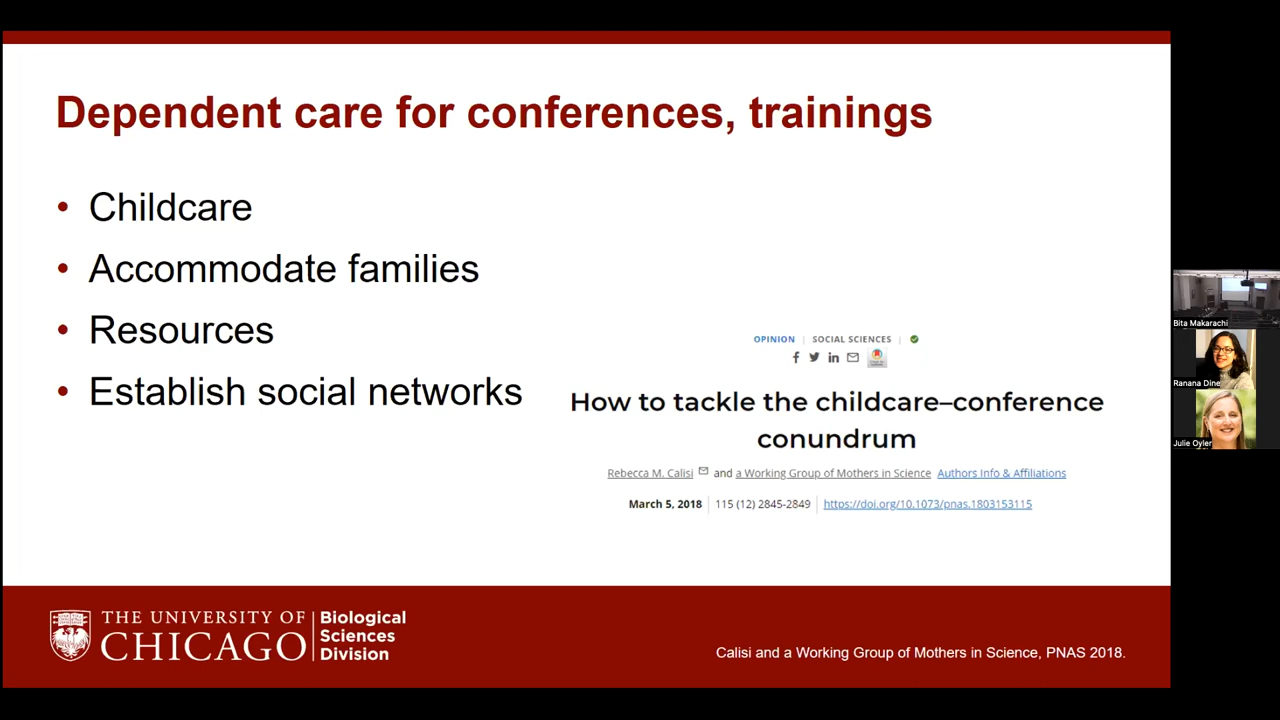 Dependent care for conferences, trainings
• Childcare
• Accommodate families
• Resources
• Establish social networks
OPINION | SOCIAL SCIENCES |
How to tackle the childcare–conference
conundrum
Rebecca M. Calisi and a Working Group of Mothers in Science Authors Info & Affiliations
March 5, 2018 | 115 (12) 2845-2849 | https://doi.org/10.1073/pnas.1803153115
THE UNIVERSITY OF
CHICAGO
Biological
Sciences
Division
Calisi and a Working Group of Mothers in Science, PNAS 2018.
Bita Makarachi
Ranana Dine
Julie Oyler